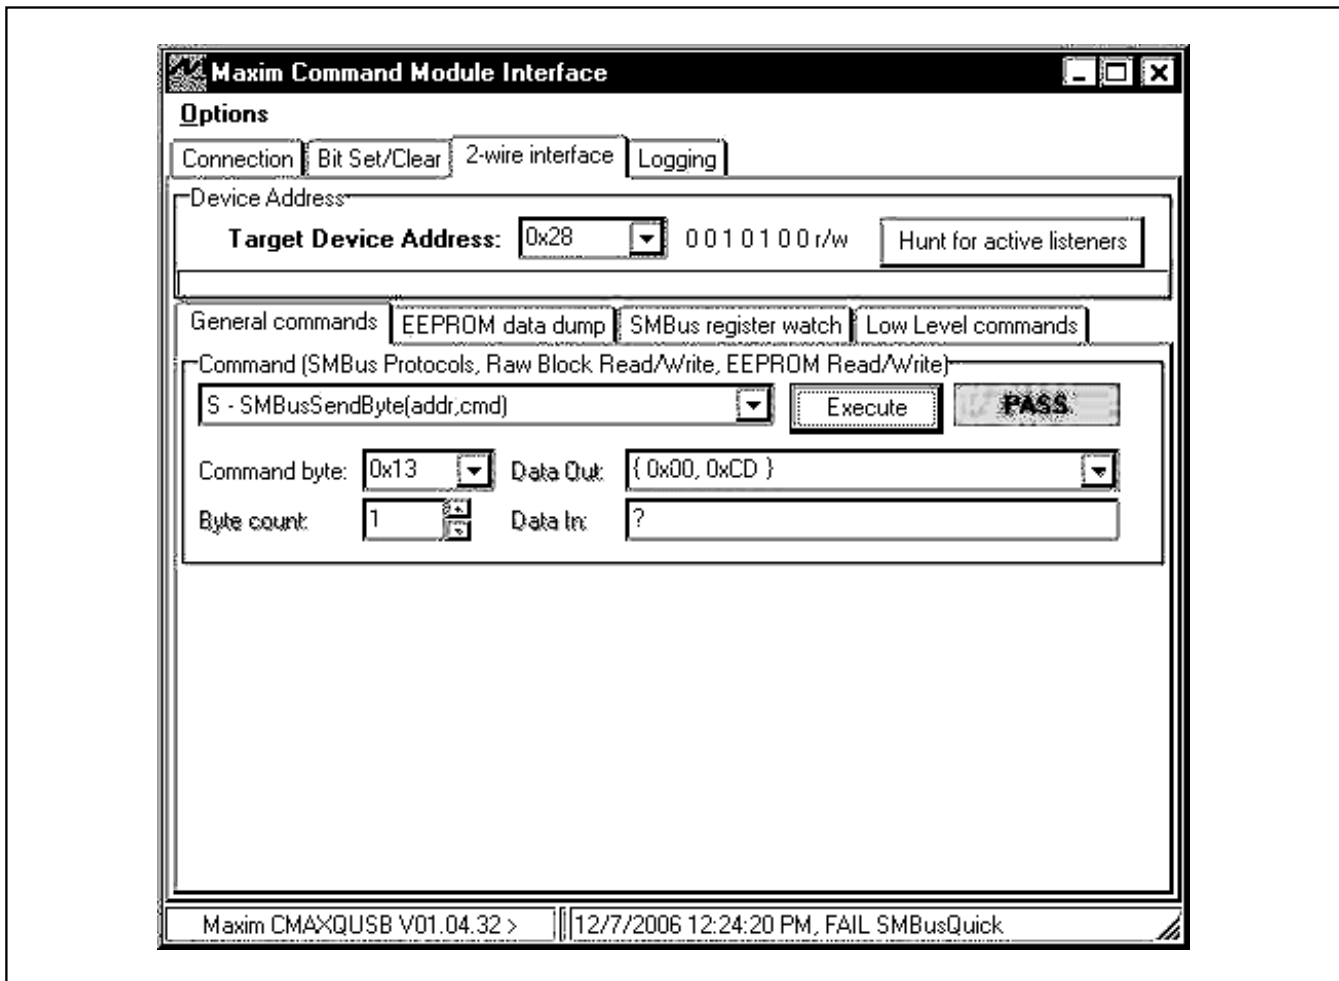 Maxim Command Module Interface
Options
Connection Bit Set/Clear 2-wire interface Logging
Device Address
Target Device Address: 0x28 0 0 1 0 1 0 0 r/w Hunt for active listeners
General commands EEPROM data dump SMBus register watch Low Level commands
Command (SMBus Protocols, Raw Block Read/Write, EEPROM Read/Write)
S - SMBusSendByte(addr,cmd) Execute PASS
Command byte: 0x13 Data Out: { 0x00, 0xCD }
Byte count: 1 Data In: ?
Maxim CMAXQUSB V01.04.32 > 12/7/2006 12:24:20 PM, FAIL SMBusQuick